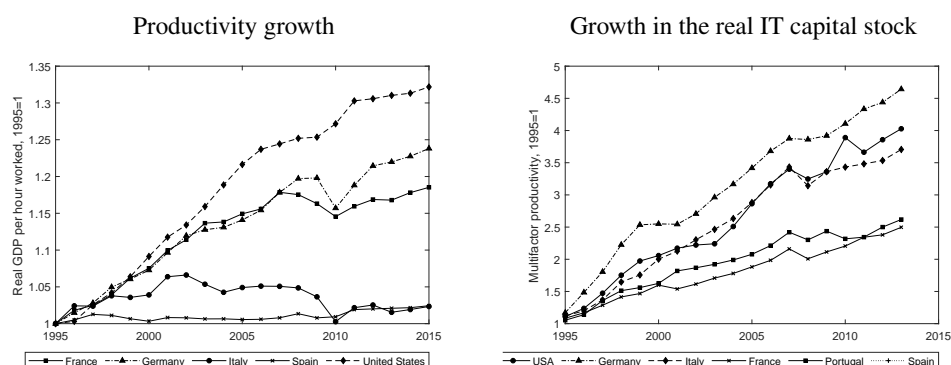 Productivity growth
Growth in the real IT capital stock
Real GDP per hour worked, 1995=1
1.35
1.3
1.25
1.2
1.15
1.1
1.05
1
1995
2000
2005
2010
2015
France
Germany
Italy
Spain
United States
Multifactor productivity, 1995=1
5
4.5
4
3.5
3
2.5
2
1.5
1
1995
2000
2005
2010
2015
USA
Germany
Italy
France
Portugal
Spain